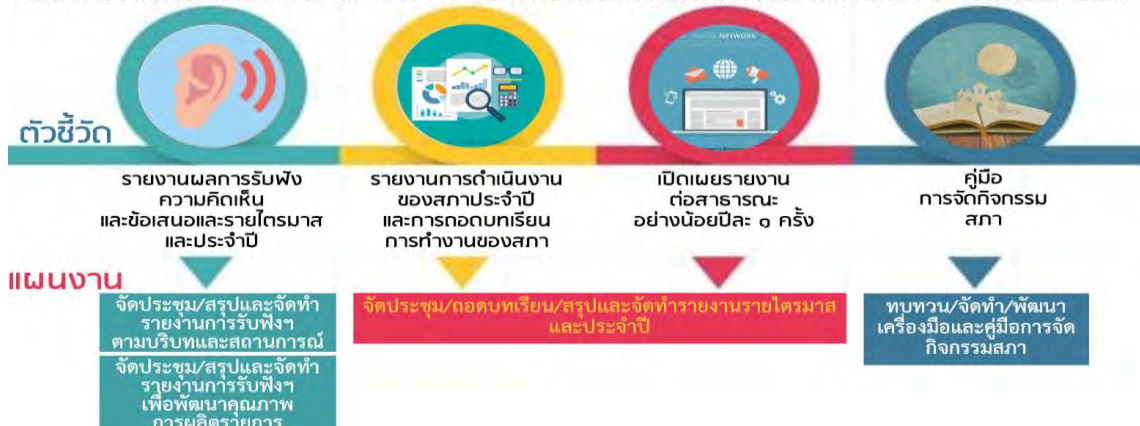 NETWORK
ตัวชี้วัด
รายงานผลการรับฟัง
ความคิดเห็น
และข้อเสนอและรายไตรมาส
และประจำปี
รายงานการดำเนินงาน
ของสภาประจำปี
และการถอดบทเรียน
การทำงานของสภา
เปิดเผยรายงาน
ต่อสาธารณะ
อย่างน้อยปีละ ๑ ครั้ง
คู่มือ
การจัดกิจกรรม
สภา
แผนงาน
จัดประชุม/สรุปและจัดทำ
รายงานการรับฟังฯ
ตามบริบทและสถานการณ์
จัดประชุม/สรุปและจัดทำ
รายงานการรับฟังฯ
เพื่อพัฒนาคุณภาพ
การผลิตรายการ
จัดประชุม/ถอดบทเรียน/สรุปและจัดทำรายงานรายไตรมาส
และประจำปี
ทบทวน/จัดทำ/พัฒนา
เครื่องมือและคู่มือการจัด
กิจกรรมสภา